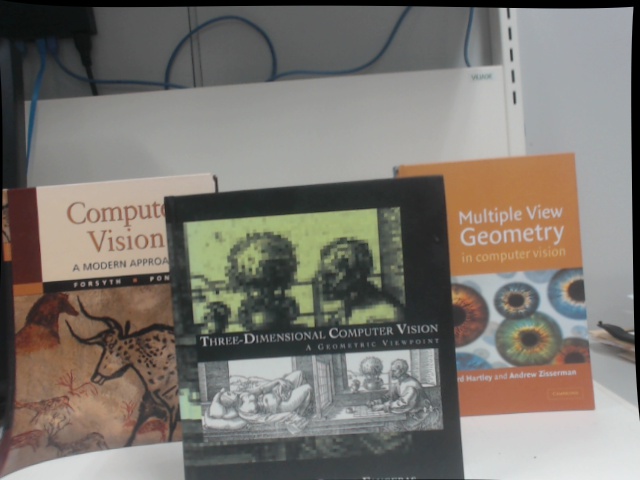 Compute
Vision
A MODERN APPROA
FORSYTH PON
THREE-DIMENSIONAL COMPUTER VISION
A GEOMETRIC VIEWPOINT
Multiple View
Geometry
in computer vision
rd Hartley and Andrew Zisserman